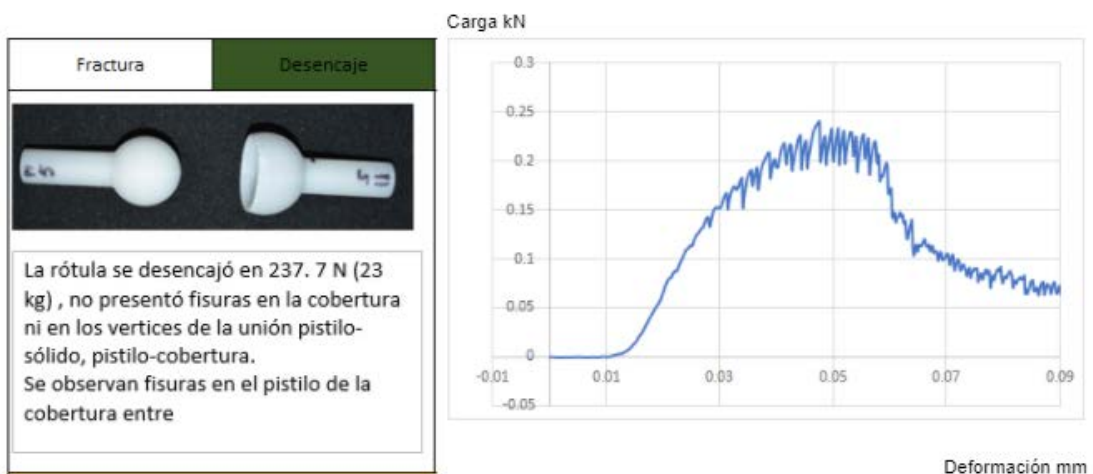 Fractura
Desencaje
La rótula se desencajó en 237. 7 N (23
kg) , no presentó fisuras en la cobertura
ni en los vertices de la unión pistilo-
sólido, pistilo-cobertura.
Se observan fisuras en el pistilo de la
cobertura entre
Carga kN
0.3
0.25
0.2
0.15
0.1
0.05
0
-0.05
-0.01
0.01
0.03
0.05
0.07
0.09
Deformación mm